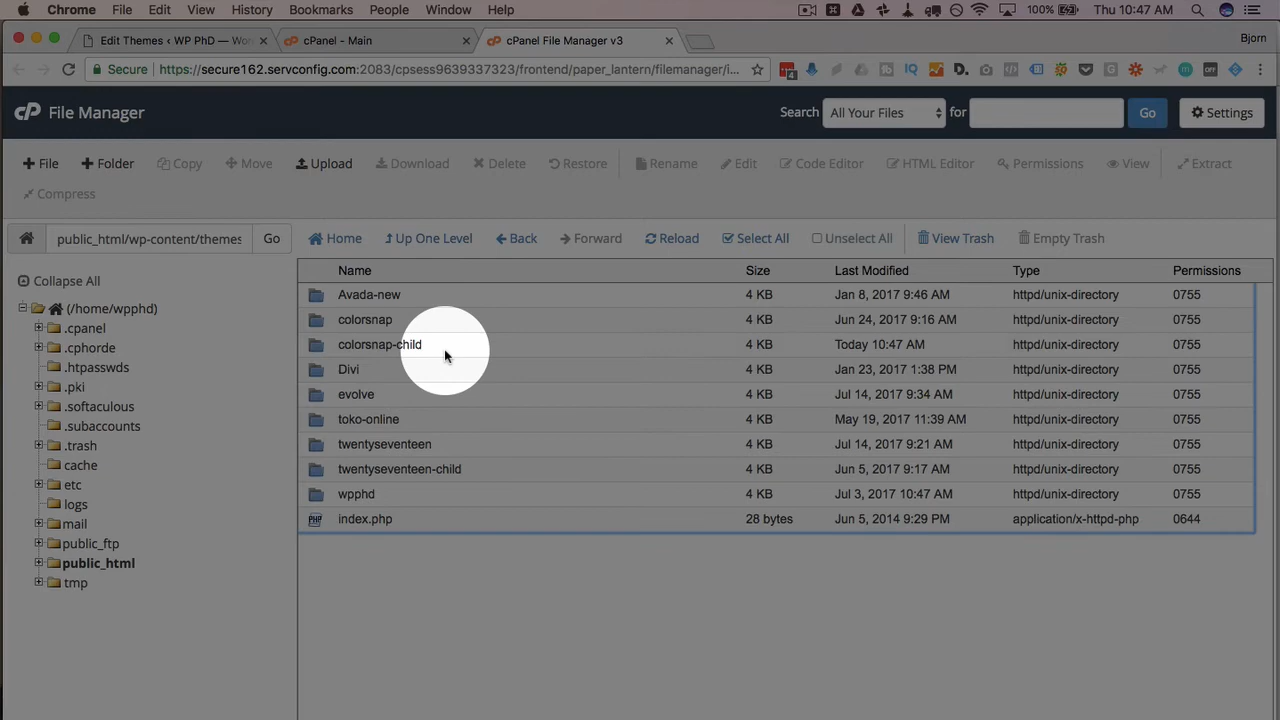 Chrome File Edit View History Bookmarks People Window Help 100% Thu 10:47 AM
Edit Themes ‹ WP PhD — Wor cPanel - Main cPanel File Manager v3 Bjorn
Secure https://secure162.servconfig.com:2083/cpsess9639337323/frontend/paper_lantern/filemanager/i...
cP File Manager Search All Your Files for Go Settings
+ File + Folder Copy Move Upload Download Delete Restore Rename Edit Code Editor HTML Editor Permissions View Extract
Compress
public_html/wp-content/themes Go Home Up One Level Back Forward Reload Select All Unselect All View Trash Empty Trash
Collapse All
(/home/wpphd)
.cpanel
.cphorde
.htpasswds
.pki
.softaculous
.subaccounts
.trash
cache
etc
logs
mail
public_ftp
public_html
tmp
Name Size Last Modified Type Permissions
Avada-new 4 KB Jan 8, 2017 9:46 AM httpd/unix-directory 0755
colorsnap 4 KB Jun 24, 2017 9:16 AM httpd/unix-directory 0755
colorsnap-child 4 KB Today 10:47 AM httpd/unix-directory 0755
Divi 4 KB Jan 23, 2017 1:38 PM httpd/unix-directory 0755
evolve 4 KB Jul 14, 2017 9:34 AM httpd/unix-directory 0755
toko-online 4 KB May 19, 2017 11:39 AM httpd/unix-directory 0755
twentyseventeen 4 KB Jul 14, 2017 9:21 AM httpd/unix-directory 0755
twentyseventeen-child 4 KB Jun 5, 2017 9:17 AM httpd/unix-directory 0755
wpphd 4 KB Jul 3, 2017 10:47 AM httpd/unix-directory 0755
PHP index.php 28 bytes Jun 5, 2014 9:29 PM application/x-httpd-php 0644